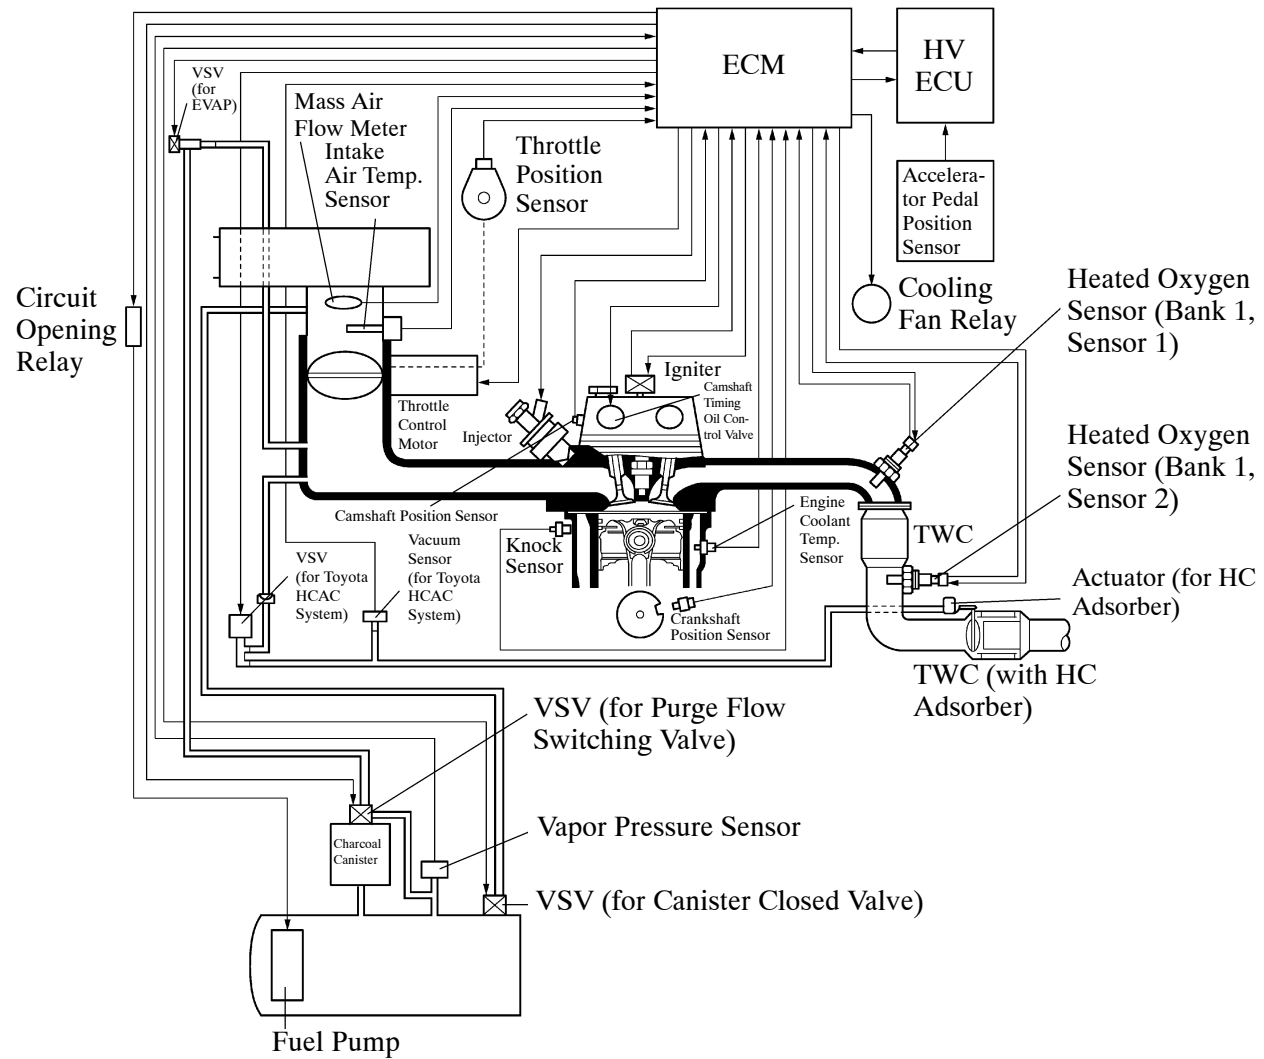 ECM
HV
ECU
VSV
(for
EVAP)
Mass Air
Flow Meter
Intake
Air Temp.
Sensor
Throttle
Position
Sensor
Accelera-
tor Pedal
Position
Sensor
Circuit
Opening
Relay
Cooling
Fan Relay
Heated Oxygen
Sensor (Bank 1,
Sensor 1)
Igniter
Camshaft
Timing
Oil Con-
trol Valve
Throttle
Control
Motor
Injector
Heated Oxygen
Sensor (Bank 1,
Sensor 2)
Camshaft Position Sensor
Engine
Coolant
Temp.
Sensor
Knock
Sensor
TWC
Vacuum
Sensor
(for Toyota
HCAC
System)
VSV
(for Toyota
HCAC
System)
Actuator (for HC
Adsorber)
Crankshaft
Position Sensor
TWC (with HC
Adsorber)
VSV (for Purge Flow
Switching Valve)
Vapor Pressure Sensor
Charcoal
Canister
VSV (for Canister Closed Valve)
Fuel Pump